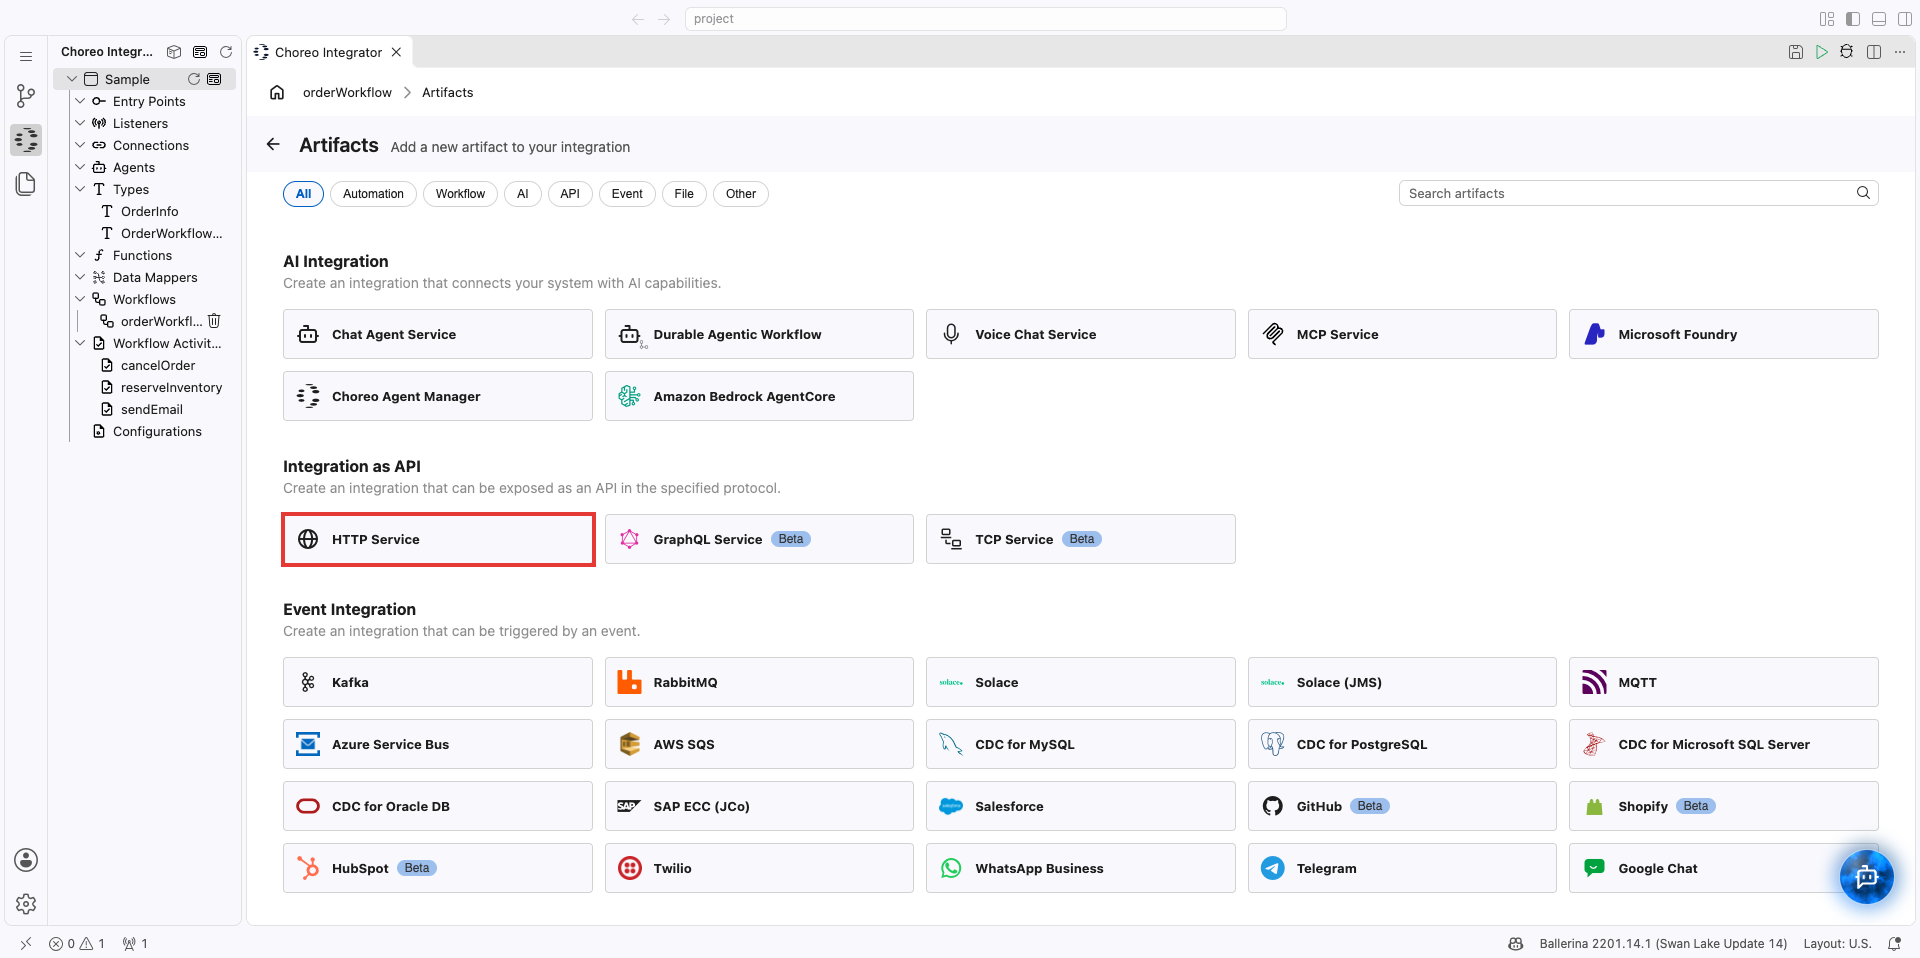 project
Choreo Integr...
Sample
Entry Points
Listeners
Connections
Agents
Types
OrderInfo
OrderWorkflow...
Functions
Data Mappers
Workflows
orderWorkfl...
Workflow Activit...
cancelOrder
reserveInventory
sendEmail
Configurations
Choreo Integrator
orderWorkflow > Artifacts
Artifacts Add a new artifact to your integration
All Automation Workflow AI API Event File Other Search artifacts
AI Integration
Create an integration that connects your system with AI capabilities.
Chat Agent Service Durable Agentic Workflow Voice Chat Service MCP Service Microsoft Foundry
Choreo Agent Manager Amazon Bedrock AgentCore
Integration as API
Create an integration that can be exposed as an API in the specified protocol.
HTTP Service GraphQL Service Beta TCP Service Beta
Event Integration
Create an integration that can be triggered by an event.
Kafka RabbitMQ solace. Solace solace. Solace (JMS) MQTT
Azure Service Bus AWS SQS CDC for MySQL CDC for PostgreSQL CDC for Microsoft SQL Server
CDC for Oracle DB SAP SAP ECC (JCo) salesforce Salesforce GitHub Beta Shopify Beta
HubSpot Beta Twilio WhatsApp Business Telegram Google Chat
0 1 1 Ballerina 2201.14.1 (Swan Lake Update 14) Layout: U.S.